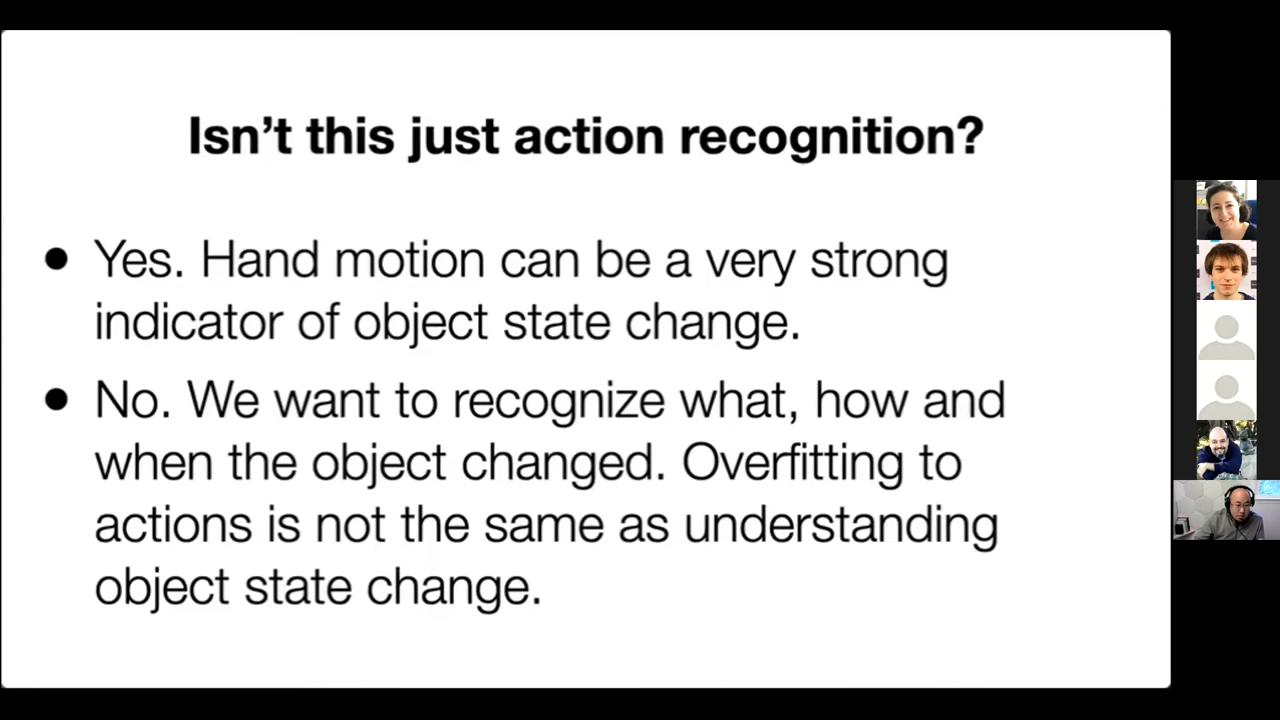 Isn’t this just action recognition?
• Yes. Hand motion can be a very strong
indicator of object state change.
• No. We want to recognize what, how and
when the object changed. Overfitting to
actions is not the same as understanding
object state change.